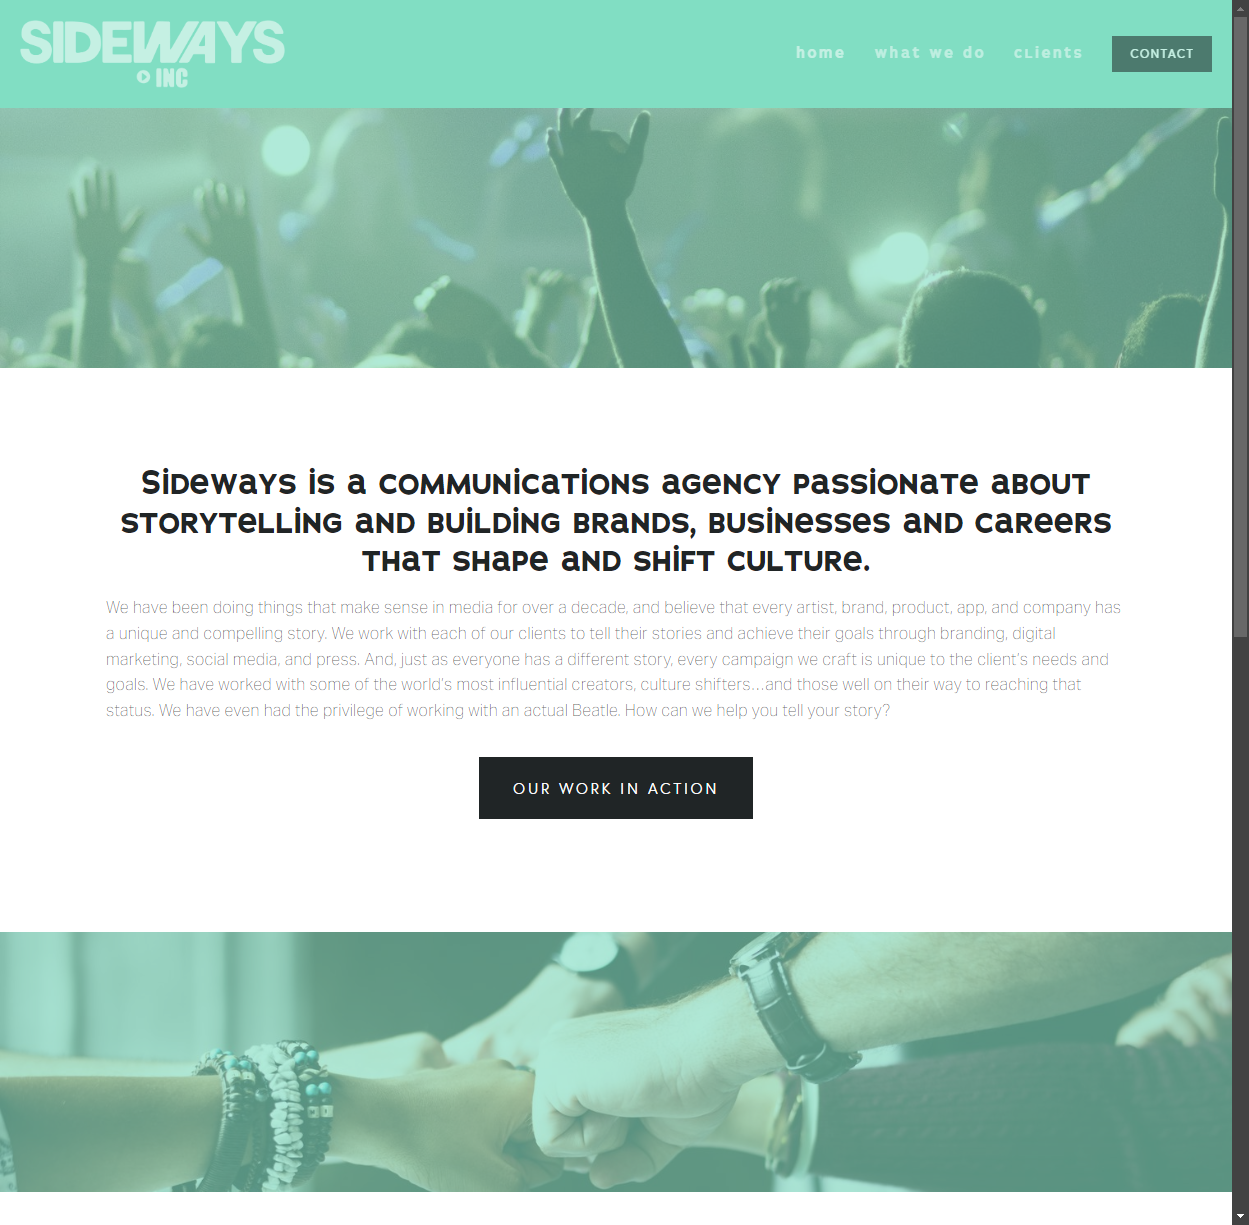 SIDEWAYS
INC
home what we do clients CONTACT
Sideways is a communications agency passionate about
storytelling and building brands, businesses and careers
that shape and shift culture.
We have been doing things that make sense in media for over a decade, and believe that every artist, brand, product, app, and company has
a unique and compelling story. We work with each of our clients to tell their stories and achieve their goals through branding, digital
marketing, social media, and press. And, just as everyone has a different story, every campaign we craft is unique to the client's needs and
goals. We have worked with some of the world's most influential creators, culture shifters…and those well on their way to reaching that
status. We have even had the privilege of working with an actual Beatle. How can we help you tell your story?
OUR WORK IN ACTION